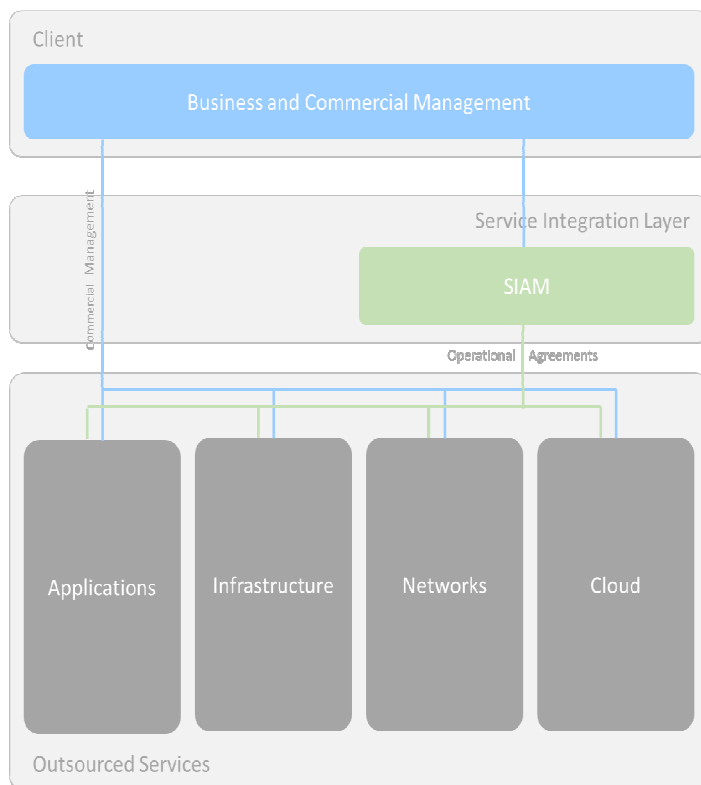 Client
Business and Commercial Management
Commercial Management
Service Integration Layer
SIAM
Operational Agreements
Applications
Infrastructure
Networks
Cloud
Outsourced Services